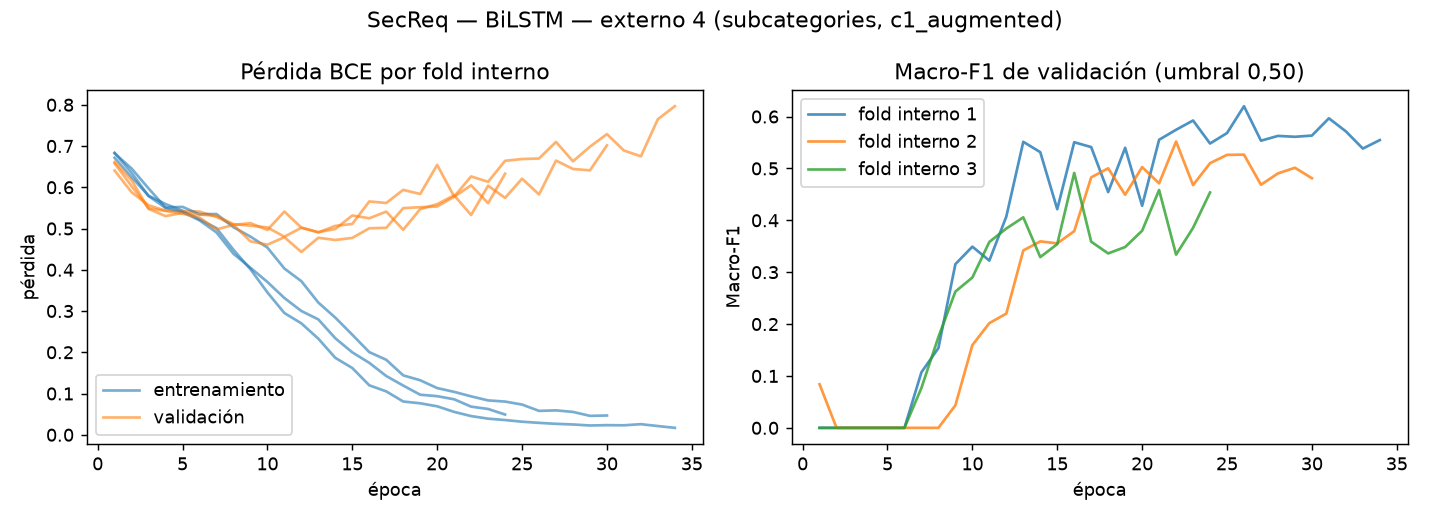 SecReq — BiLSTM — externo 4 (subcategories, c1_augmented)
Pérdida BCE por fold interno
0.8
0.7
0.6
0.5
0.4
0.3
0.2
0.1
0.0
pérdida
entrenamiento
validación
0 5 10 15 20 25 30 35
época
Macro-F1 de validación (umbral 0,50)
0.6
0.5
0.4
0.3
0.2
0.1
0.0
Macro-F1
fold interno 1
fold interno 2
fold interno 3
0 5 10 15 20 25 30 35
época